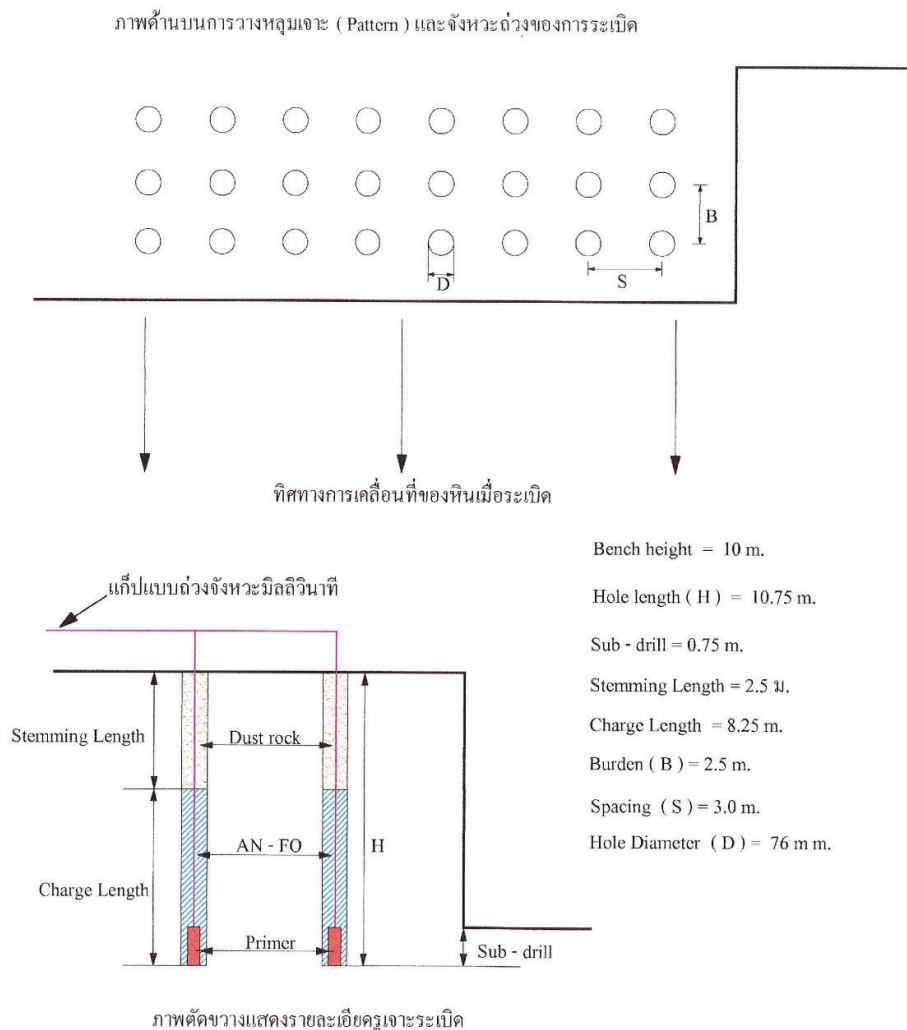 ภาพด้านบนการวางหลุมเจาะ ( Pattern ) และจังหวะถ่วงของการระเบิด
B
D
S
ทิศทางการเคลื่อนที่ของหินเมื่อระเบิด
แก็ปแบบถ่วงจังหวะมิลลิวินาที
Stemming Length
Dust rock
AN - FO
H
Charge Length
Primer
Sub - drill
Bench height = 10 m.
Hole length ( H ) = 10.75 m.
Sub - drill = 0.75 m.
Stemming Length = 2.5 ม.
Charge Length = 8.25 m.
Burden ( B ) = 2.5 m.
Spacing ( S ) = 3.0 m.
Hole Diameter ( D ) = 76 m m.
ภาพตัดขวางแสดงรายละเอียดรูเจาะระเบิด